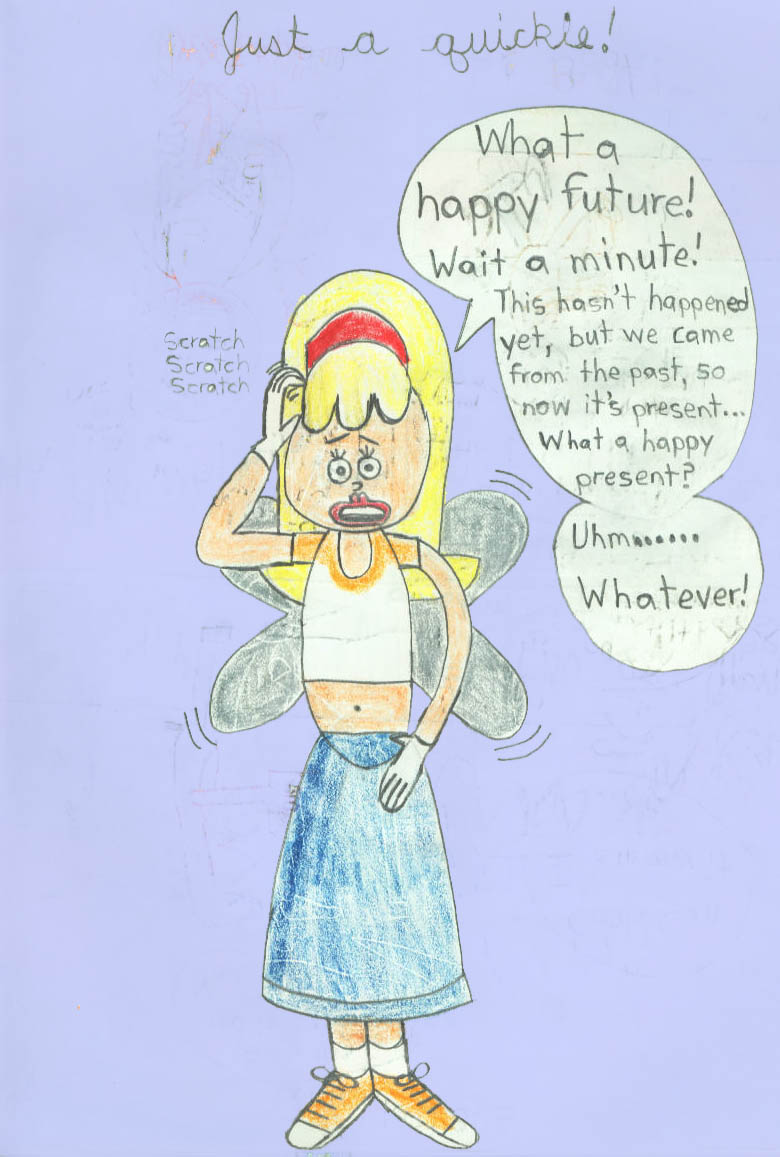 Just a quickie!
What a
happy future!
Wait a minute!
This hasn't happened
yet, but we came
from the past, so
now it's present...
What a happy
present?
Uhm......
Whatever!
Scratch
Scratch
Scratch